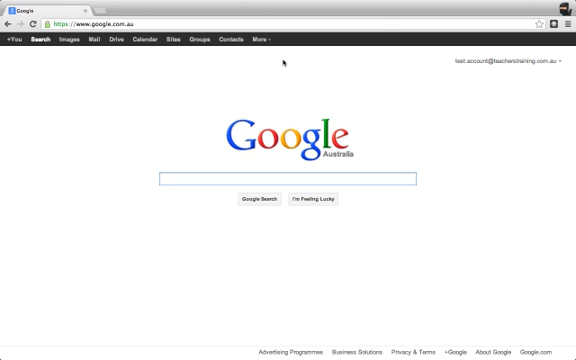 Google
https://www.google.com.au
+You Search Images Mail Drive Calendar Sites Groups Contacts More
test.account@teacherstraining.com.au
Google
Australia
Google Search I'm Feeling Lucky
Advertising Programmes Business Solutions Privacy & Terms +Google About Google Google.com